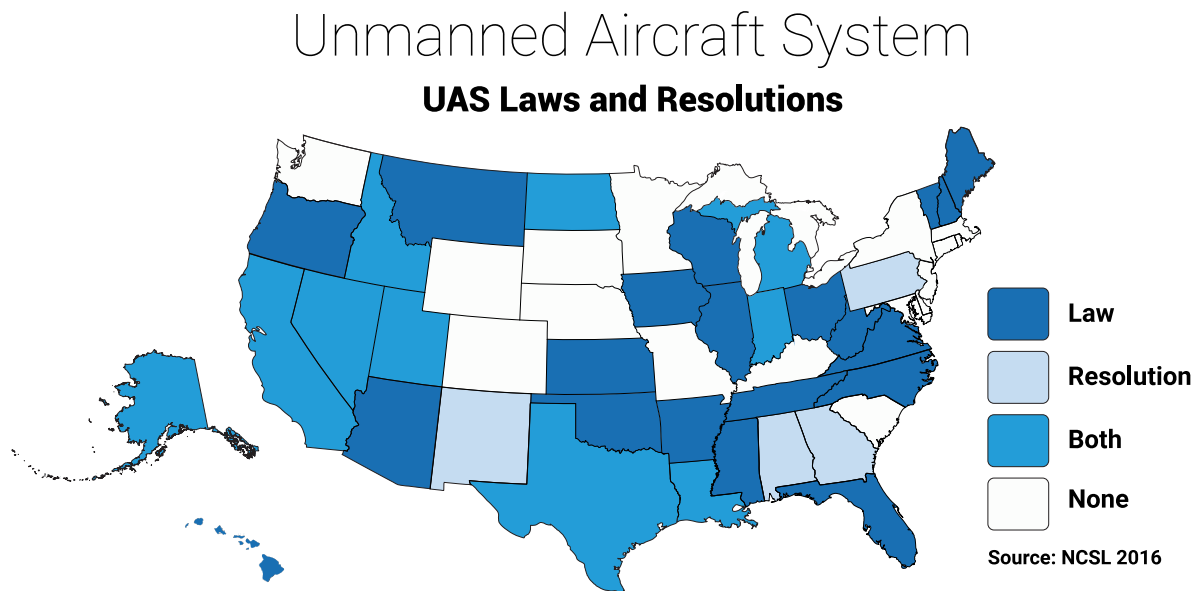 Unmanned Aircraft System
UAS Laws and Resolutions
Law
Resolution
Both
None
Source: NCSL 2016